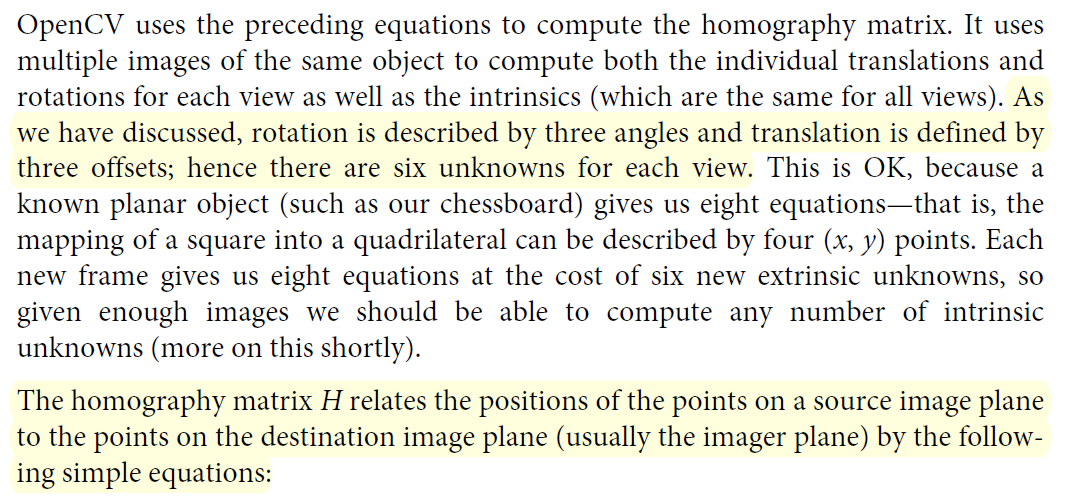 OpenCV uses the preceding equations to compute the homography matrix. It uses
multiple images of the same object to compute both the individual translations and
rotations for each view as well as the intrinsics (which are the same for all views). As
we have discussed, rotation is described by three angles and translation is defined by
three offsets; hence there are six unknowns for each view. This is OK, because a
known planar object (such as our chessboard) gives us eight equations—that is, the
mapping of a square into a quadrilateral can be described by four (x, y) points. Each
new frame gives us eight equations at the cost of six new extrinsic unknowns, so
given enough images we should be able to compute any number of intrinsic
unknowns (more on this shortly).
The homography matrix H relates the positions of the points on a source image plane
to the points on the destination image plane (usually the imager plane) by the follow-
ing simple equations: